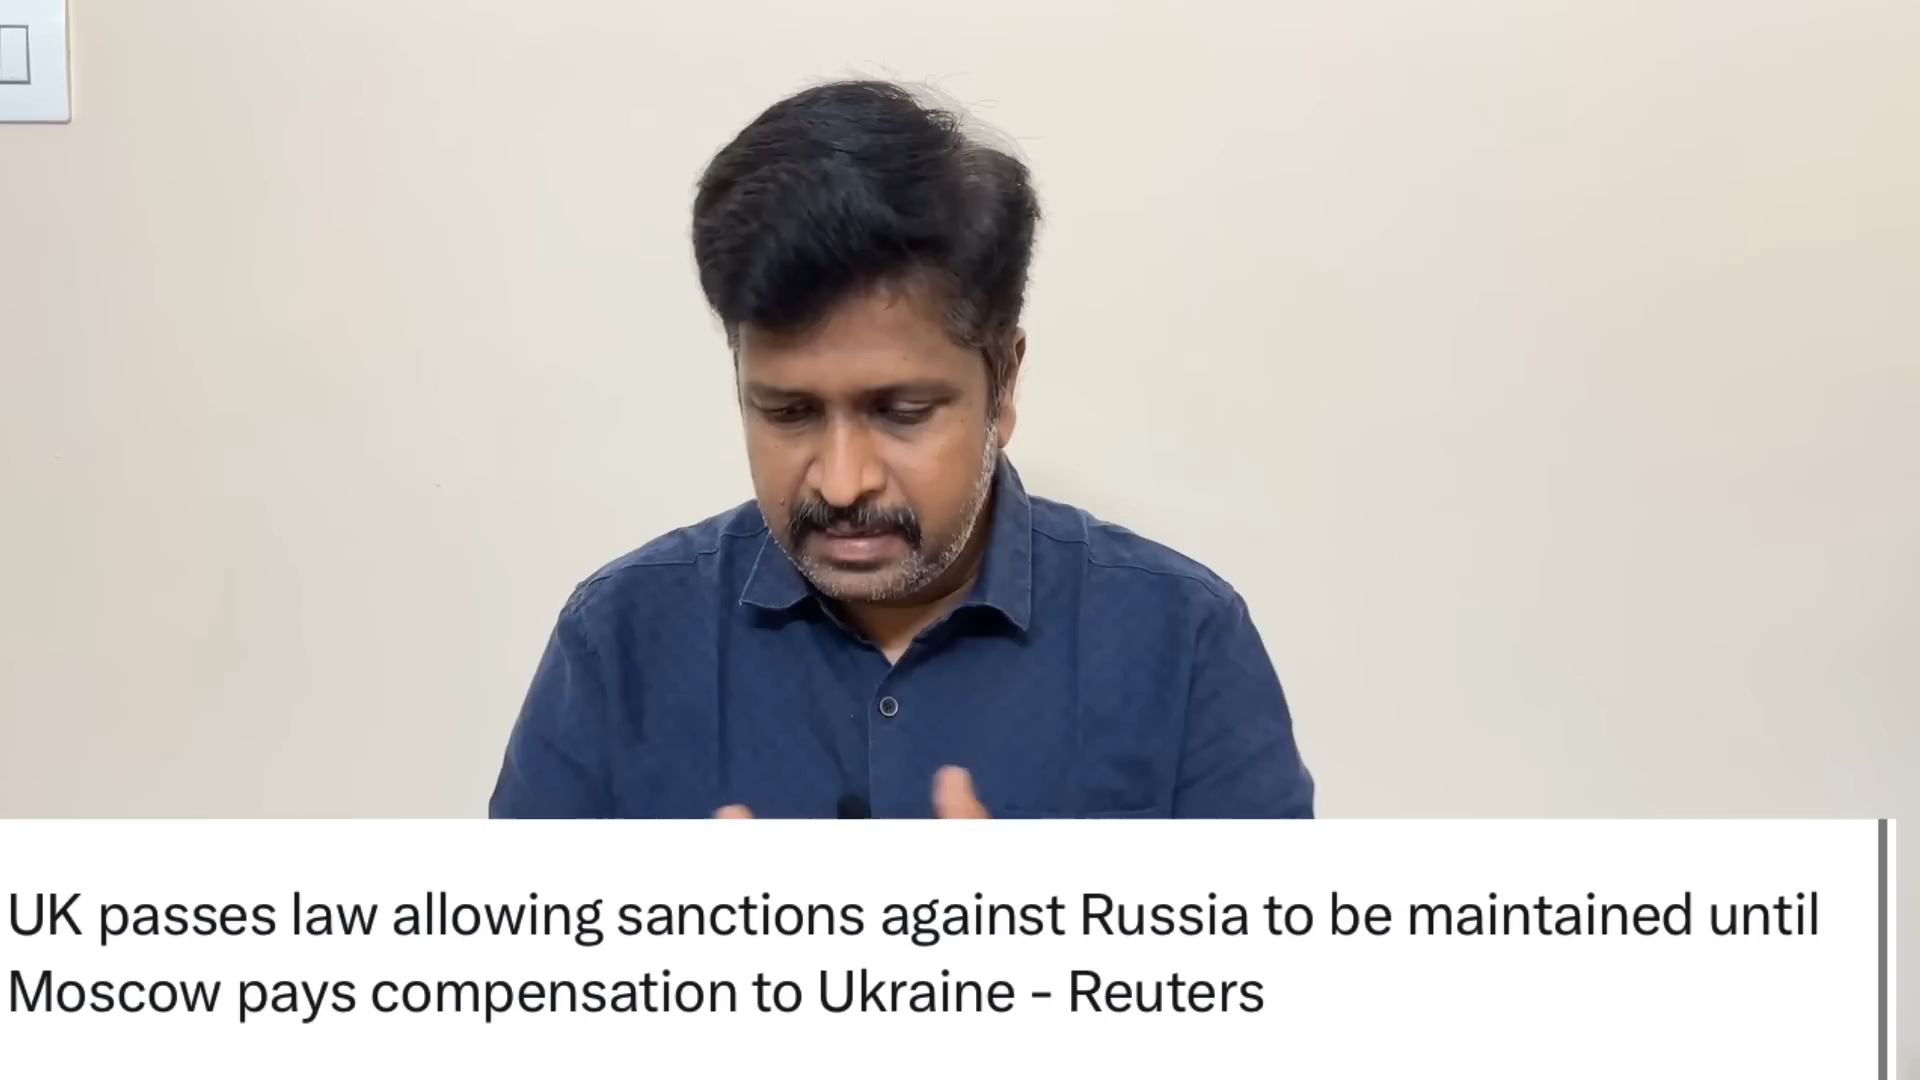 UK passes law allowing sanctions against Russia to be maintained until
Moscow pays compensation to Ukraine - Reuters